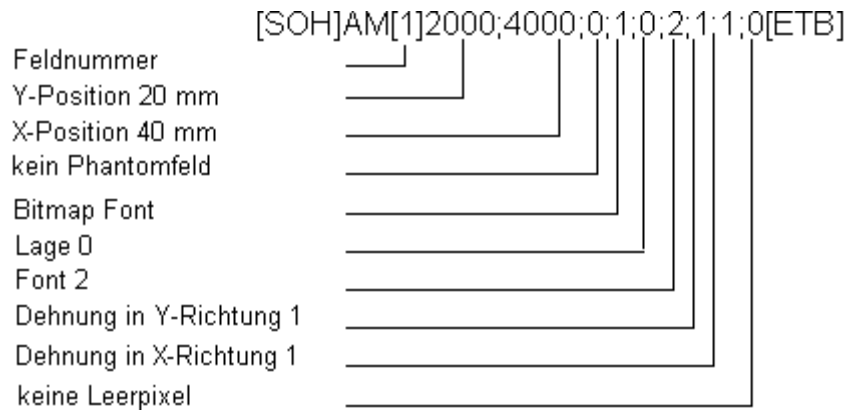 [SOH]AM[1]2000;4000;0;1;0;2;1;1;0[ETB]
Feldnummer
Y-Position 20 mm
X-Position 40 mm
kein Phantomfeld
Bitmap Font
Lage 0
Font 2
Dehnung in Y-Richtung 1
Dehnung in X-Richtung 1
keine Leerpixel